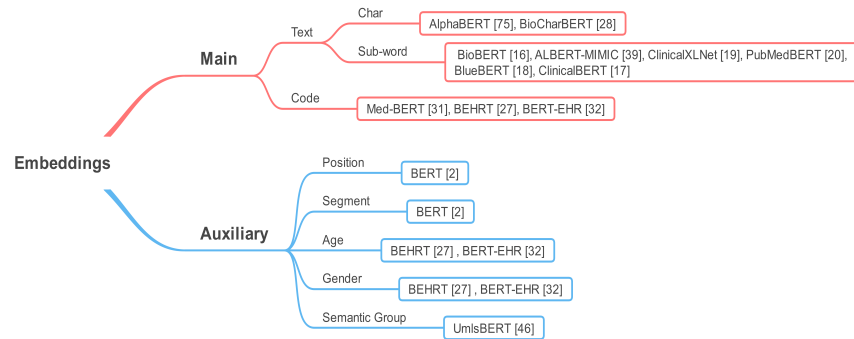 Char
AlphaBERT [75], BioCharBERT [28]
Text
Sub-word
BioBERT [16], ALBERT-MIMIC [39], ClinicalXLNet [19], PubMedBERT [20],
BlueBERT [18], ClinicalBERT [17]
Main
Code
Med-BERT [31], BEHRT [27], BERT-EHR [32]
Embeddings
Position
BERT [2]
Segment
BERT [2]
Auxiliary
Age
BEHRT [27] , BERT-EHR [32]
Gender
BEHRT [27] , BERT-EHR [32]
Semantic Group
UmlsBERT [46]